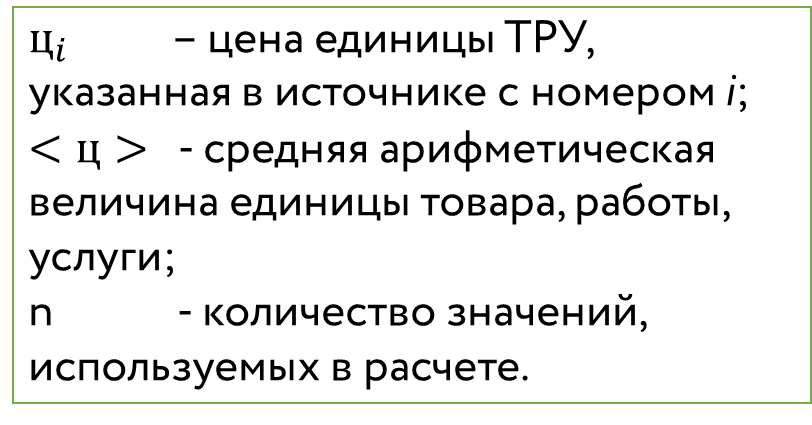 цᵢ – цена единицы ТРУ,
указанная в источнике с номером i;
< ц > - средняя арифметическая
величина единицы товара, работы,
услуги;
n - количество значений,
используемых в расчете.